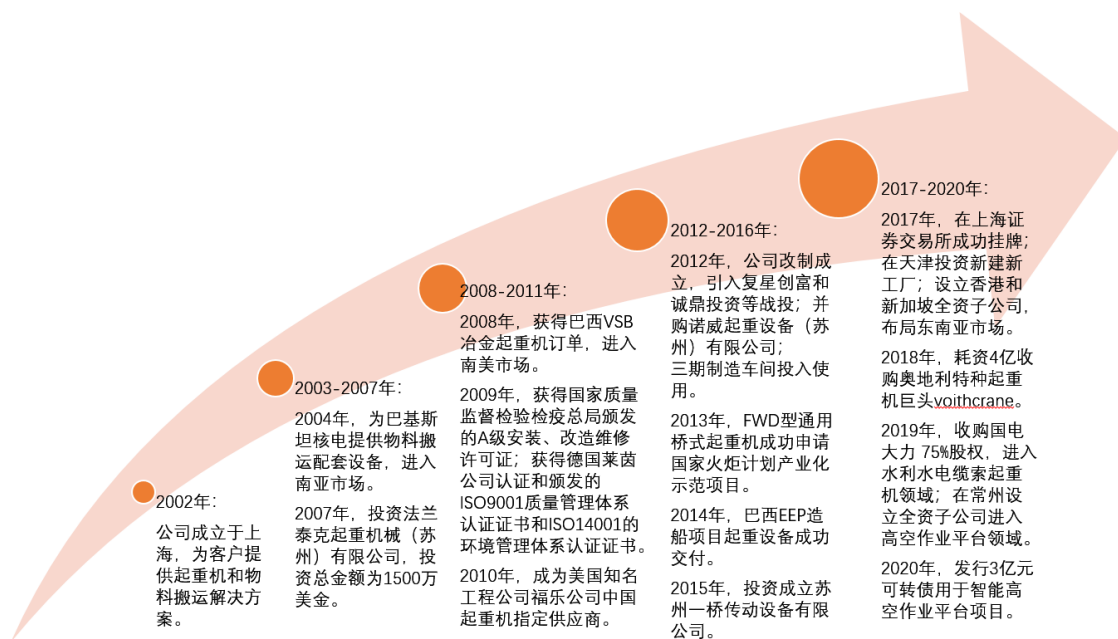 2002年：
公司成立于上
海，为客户提
供起重机和物
料搬运解决方
案。
2003-2007年：
2004年，为巴基斯
坦核电提供物料搬
运配套设备，进入
南亚市场。
2007年，投资法兰
泰克起重机械（苏
州）有限公司，投
资总金额为1500万
美金。
2008-2011年：
2008年，获得巴西VSB
冶金起重机订单，进入
南美市场。
2009年，获得国家质量
监督检验检疫总局颁发
的A级安装、改造维修
许可证；获得德国莱茵
公司认证和颁发的
ISO9001质量管理体系
认证证书和ISO14001的
环境管理体系认证证书。
2010年，成为美国知名
工程公司福乐公司中国
起重机指定供应商。
2012-2016年：
2012年，公司改制成
立，引入复星创富和
诚鼎投资等战投；并
购诺威起重设备（苏
州）有限公司；
三期制造车间投入使
用。
2013年，FWD型通用
桥式起重机成功申请
国家火炬计划产业化
示范项目。
2014年，巴西EEP造
船项目起重设备成功
交付。
2015年，投资成立苏
州一桥传动设备有限
公司。
2017-2020年：
2017年，在上海证
券交易所成功挂牌；
在天津投资新建新
工厂；设立香港和
新加坡全资子公司，
布局东南亚市场。
2018年，耗资4亿收
购奥地利特种起重
机巨头voithcrane。
2019年，收购国电
大力 75%股权，进入
水利水电缆索起重
机领域；在常州设
立全资子公司进入
高空作业平台领域。
2020年，发行3亿元
可转债用于智能高
空作业平台项目。